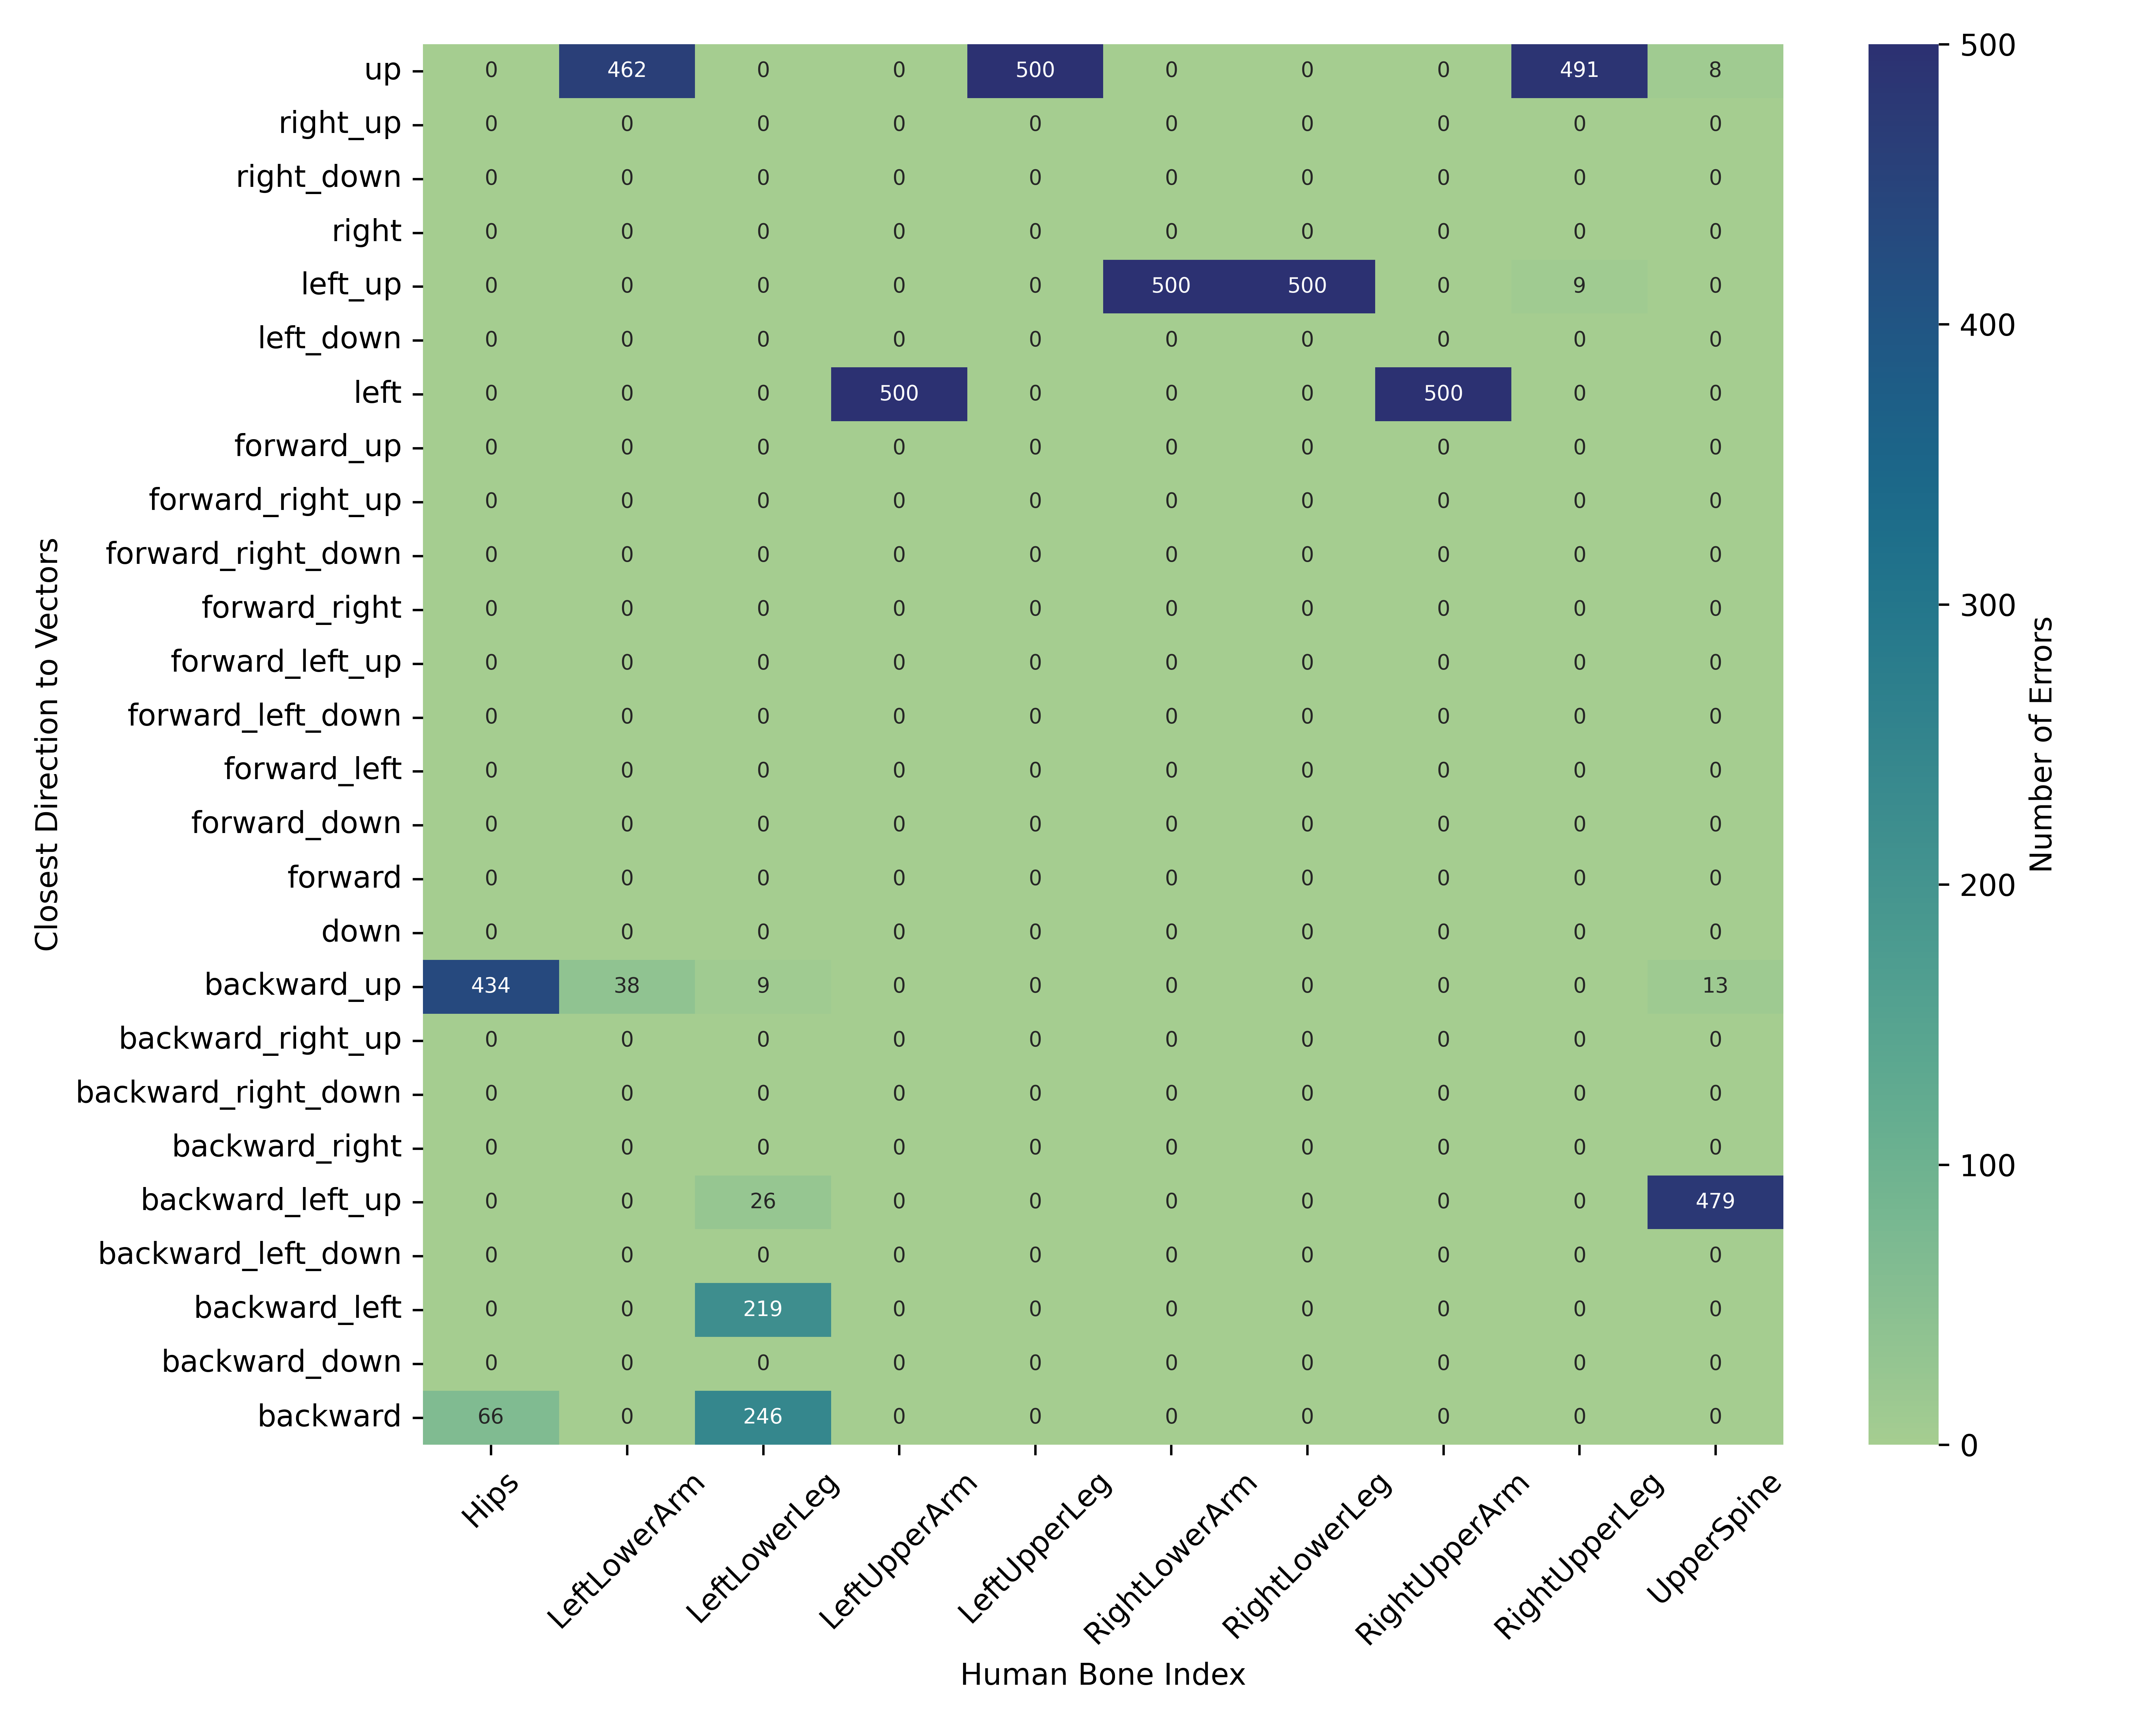 up 0 462 0 0 500 0 0 0 491 8
right_up 0 0 0 0 0 0 0 0 0 0
right_down 0 0 0 0 0 0 0 0 0 0
right 0 0 0 0 0 0 0 0 0 0
left_up 0 0 0 0 0 500 500 0 9 0
left_down 0 0 0 0 0 0 0 0 0 0
left 0 0 0 500 0 0 0 500 0 0
forward_up 0 0 0 0 0 0 0 0 0 0
forward_right_up 0 0 0 0 0 0 0 0 0 0
forward_right_down 0 0 0 0 0 0 0 0 0 0
forward_right 0 0 0 0 0 0 0 0 0 0
forward_left_up 0 0 0 0 0 0 0 0 0 0
forward_left_down 0 0 0 0 0 0 0 0 0 0
forward_left 0 0 0 0 0 0 0 0 0 0
forward_down 0 0 0 0 0 0 0 0 0 0
forward 0 0 0 0 0 0 0 0 0 0
down 0 0 0 0 0 0 0 0 0 0
backward_up 434 38 9 0 0 0 0 0 0 13
backward_right_up 0 0 0 0 0 0 0 0 0 0
backward_right_down 0 0 0 0 0 0 0 0 0 0
backward_right 0 0 0 0 0 0 0 0 0 0
backward_left_up 0 0 26 0 0 0 0 0 0 479
backward_left_down 0 0 0 0 0 0 0 0 0 0
backward_left 0 0 219 0 0 0 0 0 0 0
backward_down 0 0 0 0 0 0 0 0 0 0
backward 66 0 246 0 0 0 0 0 0 0
Hips LeftLowerArm LeftLowerLeg LeftUpperArm LeftUpperLeg RightLowerArm RightLowerLeg RightUpperArm RightUpperLeg UpperSpine
Human Bone Index
Closest Direction to Vectors
500
400
300
200
100
0
Number of Errors